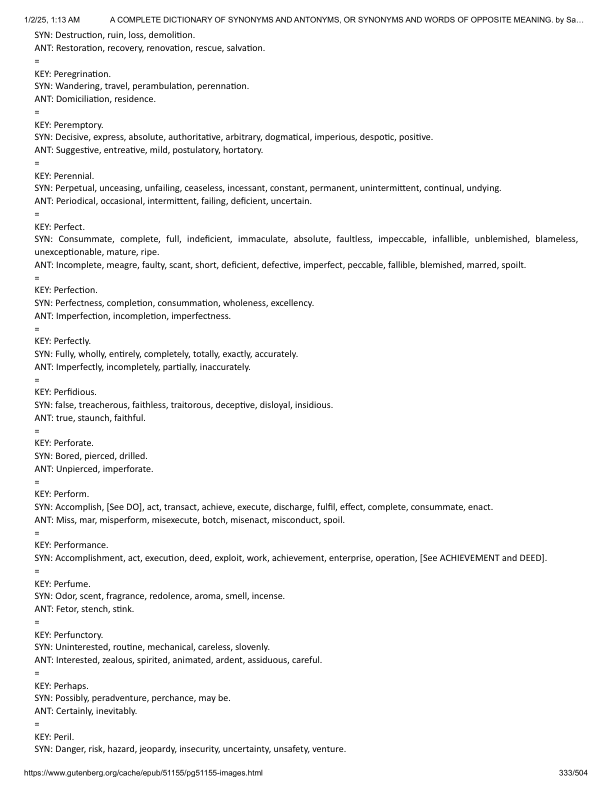 1/2/25, 1:13 AM A COMPLETE DICTIONARY OF SYNONYMS AND ANTONYMS, OR SYNONYMS AND WORDS OF OPPOSITE MEANING. by Sa…
SYN: Destruction, ruin, loss, demolition.
ANT: Restoration, recovery, renovation, rescue, salvation.
=
KEY: Peregrination.
SYN: Wandering, travel, perambulation, perennation.
ANT: Domiciliation, residence.
=
KEY: Peremptory.
SYN: Decisive, express, absolute, authoritative, arbitrary, dogmatical, imperious, despotic, positive.
ANT: Suggestive, entreative, mild, postulatory, hortatory.
=
KEY: Perennial.
SYN: Perpetual, unceasing, unfailing, ceaseless, incessant, constant, permanent, unintermittent, continual, undying.
ANT: Periodical, occasional, intermittent, failing, deficient, uncertain.
=
KEY: Perfect.
SYN: Consummate, complete, full, indeficient, immaculate, absolute, faultless, impeccable, infallible, unblemished, blameless,
unexceptionable, mature, ripe.
ANT: Incomplete, meagre, faulty, scant, short, deficient, defective, imperfect, peccable, fallible, blemished, marred, spoilt.
=
KEY: Perfection.
SYN: Perfectness, completion, consummation, wholeness, excellency.
ANT: Imperfection, incompletion, imperfectness.
=
KEY: Perfectly.
SYN: Fully, wholly, entirely, completely, totally, exactly, accurately.
ANT: Imperfectly, incompletely, partially, inaccurately.
=
KEY: Perfidious.
SYN: false, treacherous, faithless, traitorous, deceptive, disloyal, insidious.
ANT: true, staunch, faithful.
=
KEY: Perforate.
SYN: Bored, pierced, drilled.
ANT: Unpierced, imperforate.
=
KEY: Perform.
SYN: Accomplish, [See DO], act, transact, achieve, execute, discharge, fulfil, effect, complete, consummate, enact.
ANT: Miss, mar, misperform, misexecute, botch, misenact, misconduct, spoil.
=
KEY: Performance.
SYN: Accomplishment, act, execution, deed, exploit, work, achievement, enterprise, operation, [See ACHIEVEMENT and DEED].
=
KEY: Perfume.
SYN: Odor, scent, fragrance, redolence, aroma, smell, incense.
ANT: Fetor, stench, stink.
=
KEY: Perfunctory.
SYN: Uninterested, routine, mechanical, careless, slovenly.
ANT: Interested, zealous, spirited, animated, ardent, assiduous, careful.
=
KEY: Perhaps.
SYN: Possibly, peradventure, perchance, may be.
ANT: Certainly, inevitably.
=
KEY: Peril.
SYN: Danger, risk, hazard, jeopardy, insecurity, uncertainty, unsafety, venture.
https://www.gutenberg.org/cache/epub/51155/pg51155-images.html 333/504